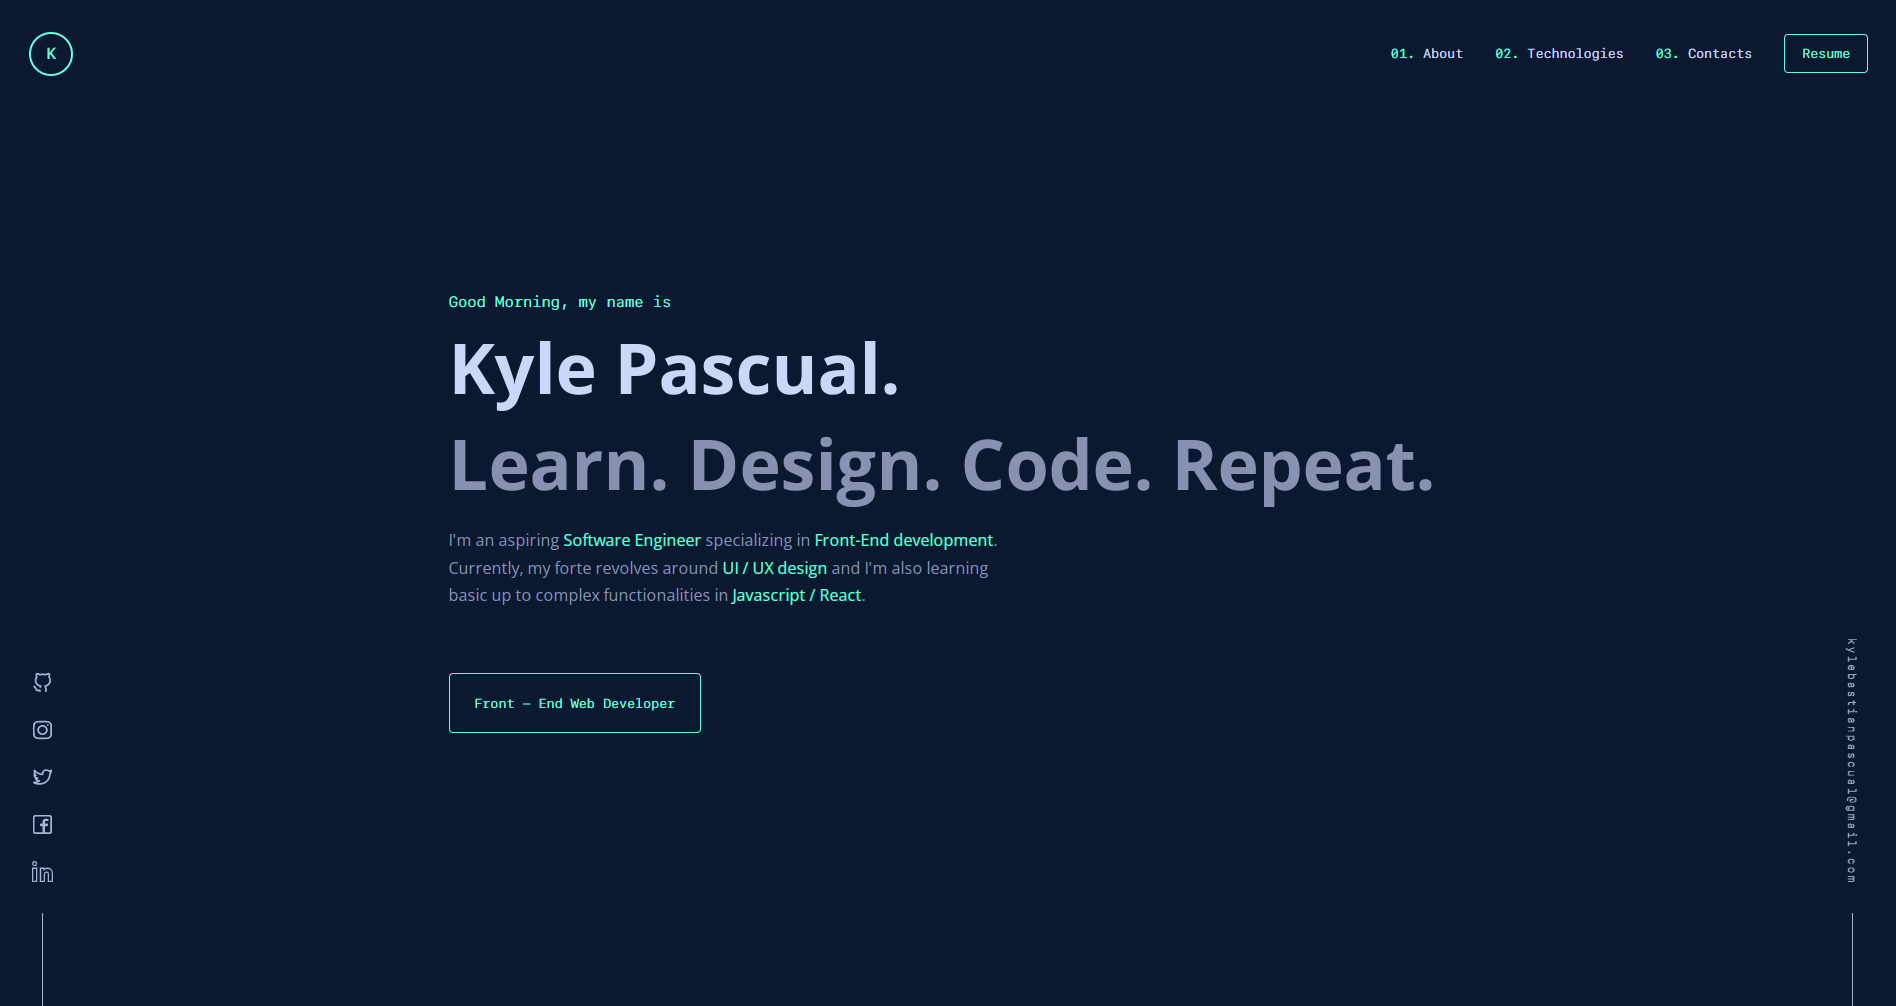 K
01. About
02. Technologies
03. Contacts
Resume
Good Morning, my name is
Kyle Pascual.
Learn. Design. Code. Repeat.
I'm an aspiring Software Engineer specializing in Front-End development.
Currently, my forte revolves around UI / UX design and I'm also learning
basic up to complex functionalities in Javascript / React.
Front — End Web Developer
kylebastianpascual@gmail.com